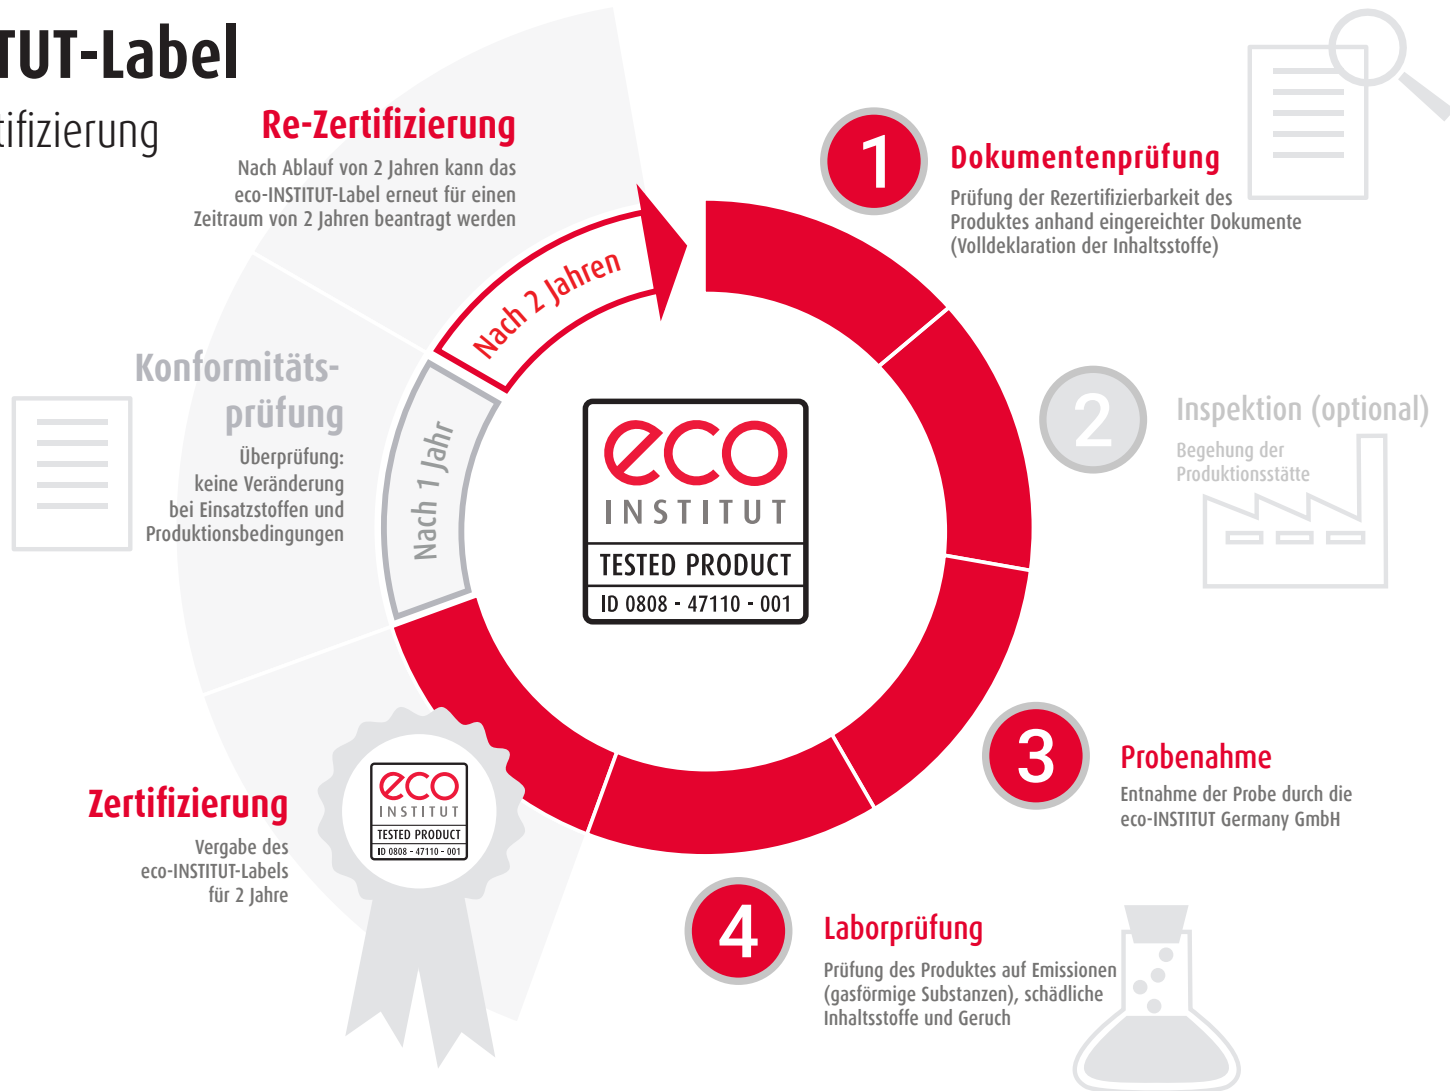 TUT-Label
tifizierung
Re-Zertifizierung
Nach Ablauf von 2 Jahren kann das
eco-INSTITUT-Label erneut für einen
Zeitraum von 2 Jahren beantragt werden
Nach 2 Jahren
1
Dokumentenprüfung
Prüfung der Rezertifizierbarkeit des
Produktes anhand eingereichter Dokumente
(Volldeklaration der Inhaltsstoffe)
Konformitäts-
prüfung
Überprüfung:
keine Veränderung
bei Einsatzstoffen und
Produktionsbedingungen
Nach 1 Jahr
eco
INSTITUT
TESTED PRODUCT
ID 0808 - 47110 - 001
2
Inspektion (optional)
Begehung der
Produktionsstätte
3
Probenahme
Entnahme der Probe durch die
eco-INSTITUT Germany GmbH
Zertifizierung
Vergabe des
eco-INSTITUT-Labels
für 2 Jahre
eco
INSTITUT
TESTED PRODUCT
ID 0808 - 47110 - 001
4
Laborprüfung
Prüfung des Produktes auf Emissionen
(gasförmige Substanzen), schädliche
Inhaltsstoffe und Geruch